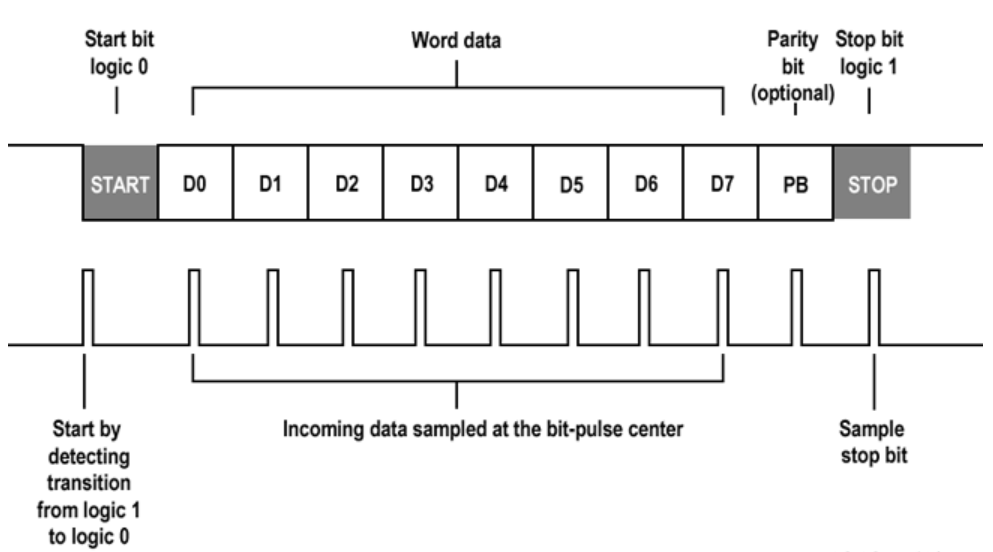 Start bit
logic 0
Word data
Parity
bit
(optional)
Stop bit
logic 1
START
D0
D1
D2
D3
D4
D5
D6
D7
PB
STOP
Start by
detecting
transition
from logic 1
to logic 0
Incoming data sampled at the bit-pulse center
Sample
stop bit